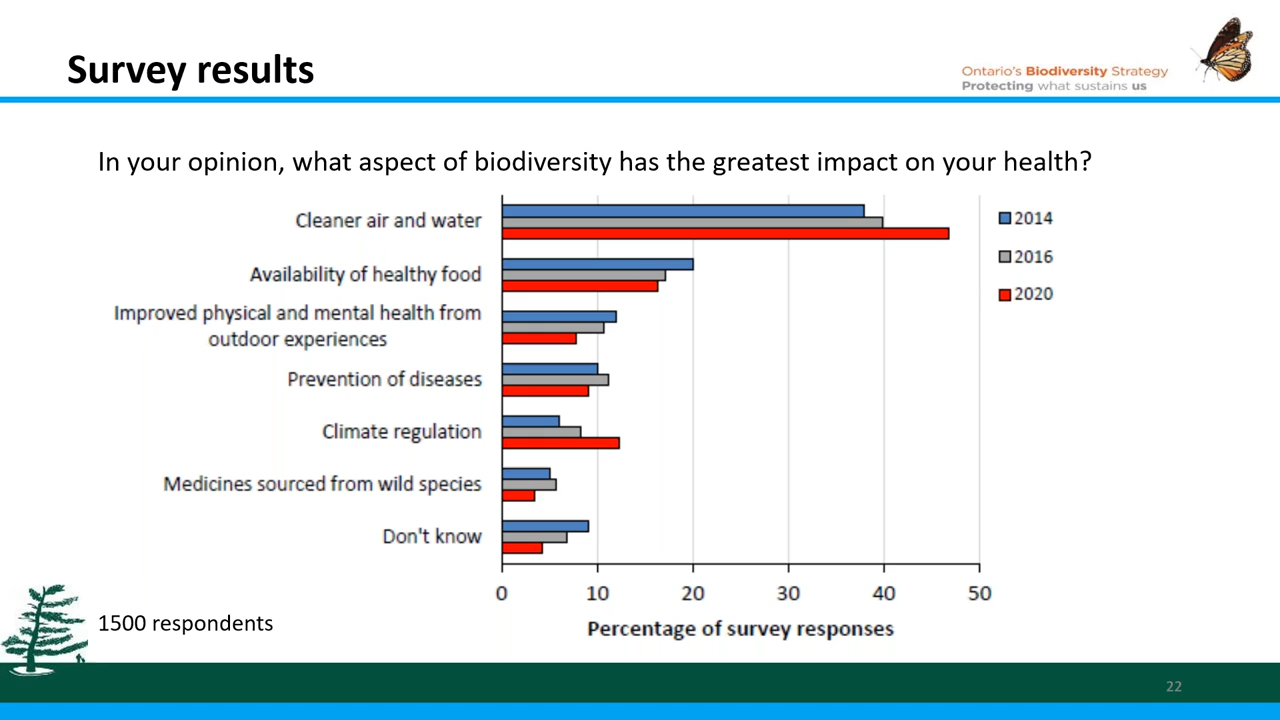 Survey results
Ontario's Biodiversity Strategy
Protecting what sustains us
In your opinion, what aspect of biodiversity has the greatest impact on your health?
Cleaner air and water
Availability of healthy food
Improved physical and mental health from
outdoor experiences
Prevention of diseases
Climate regulation
Medicines sourced from wild species
Don't know
2014
2016
2020
0 10 20 30 40 50
Percentage of survey responses
1500 respondents
22